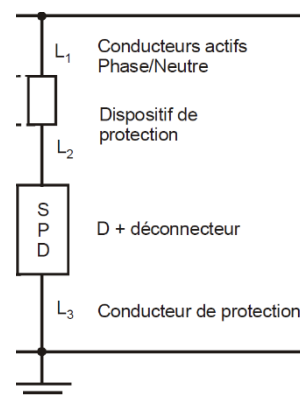 L1
Conducteurs actifs
Phase/Neutre
Dispositif de
protection
L2
S
P
D
D + déconnecteur
L3
Conducteur de protection